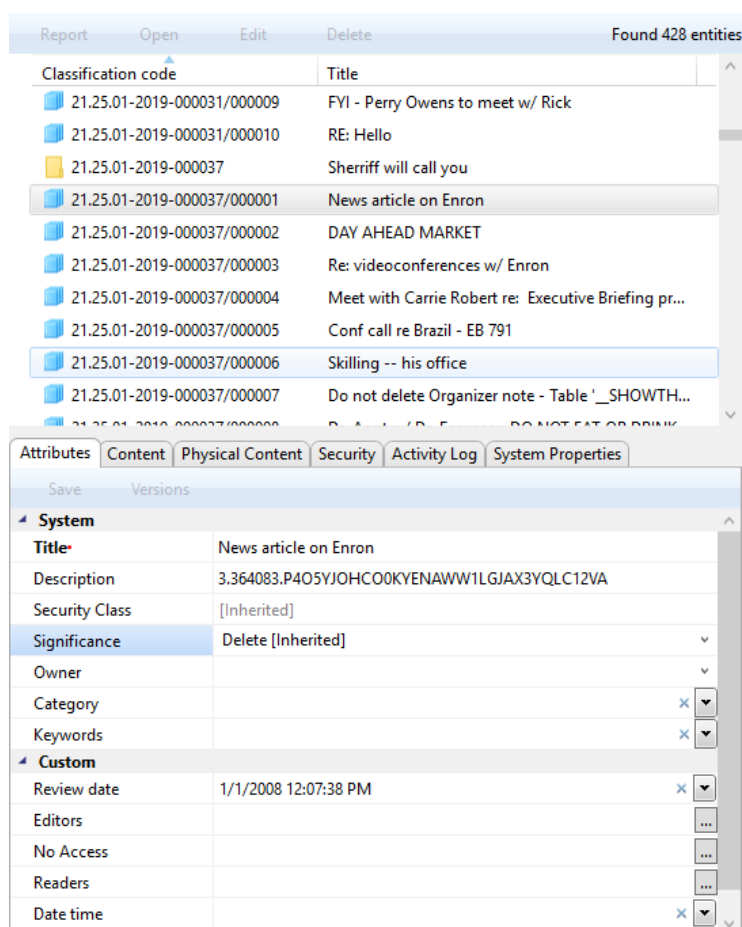 Report Open Edit Delete Found 428 entities
Classification code Title
21.25.01-2019-000031/000009 FYI - Perry Owens to meet w/ Rick
21.25.01-2019-000031/000010 RE: Hello
21.25.01-2019-000037 Sherriff will call you
21.25.01-2019-000037/000001 News article on Enron
21.25.01-2019-000037/000002 DAY AHEAD MARKET
21.25.01-2019-000037/000003 Re: videoconferences w/ Enron
21.25.01-2019-000037/000004 Meet with Carrie Robert re: Executive Briefing pr...
21.25.01-2019-000037/000005 Conf call re Brazil - EB 791
21.25.01-2019-000037/000006 Skilling -- his office
21.25.01-2019-000037/000007 Do not delete Organizer note - Table '__SHOWTH...
Attributes Content Physical Content Security Activity Log System Properties
Save Versions
System
Title• News article on Enron
Description 3.364083.P4O5YJOHCO0KYENAWW1LGJAX3YQLC12VA
Security Class [Inherited]
Significance Delete [Inherited]
Owner
Category
Keywords
Custom
Review date 1/1/2008 12:07:38 PM
Editors ...
No Access ...
Readers ...
Date time